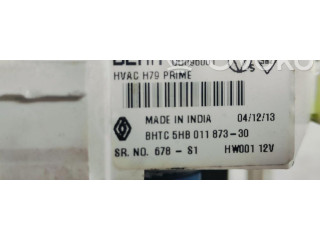 BEHR
HVAC H79 PRIME
MADE IN INDIA 04/12/13
BHTC 5HB 011 873-30
SR. NO. 678 - S1 HW001 12V